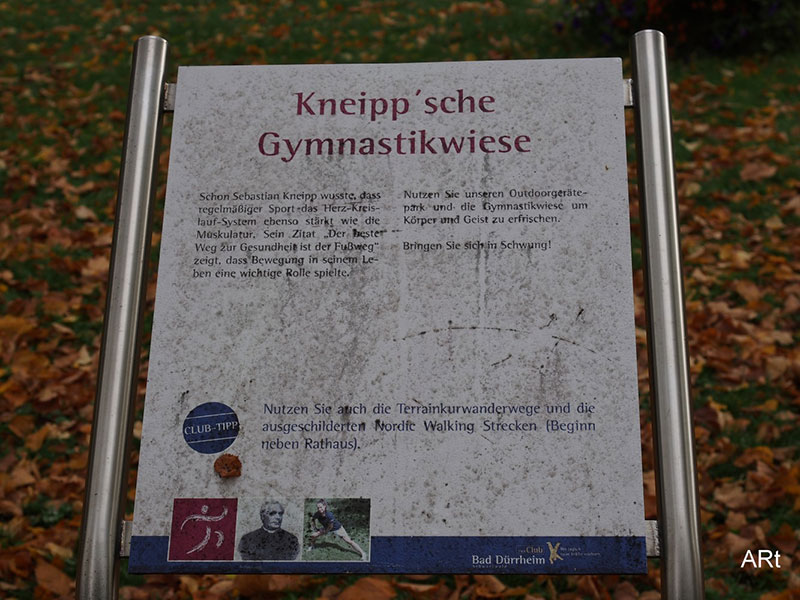 Kneipp´sche
Gymnastikwiese
Schon Sebastian Kneipp wusste, dass
regelmäßiger Sport das Herz-Kreis-
lauf-System ebenso stärkt wie die
Muskulatur. Sein Zitat „Der beste
Weg zur Gesundheit ist der Fußweg“
zeigt, dass Bewegung in seinem Le-
ben eine wichtige Rolle spielte.
Nutzen Sie unseren Outdoorgeräte-
park und die Gymnastikwiese um
Körper und Geist zu erfrischen.
Bringen Sie sich in Schwung!
CLUB-TIPP
Nutzen Sie auch die Terrainkurwanderwege und die
ausgeschilderten Nordic Walking Strecken (Beginn
neben Rathaus).
Club
Bad Dürrheim
ARt